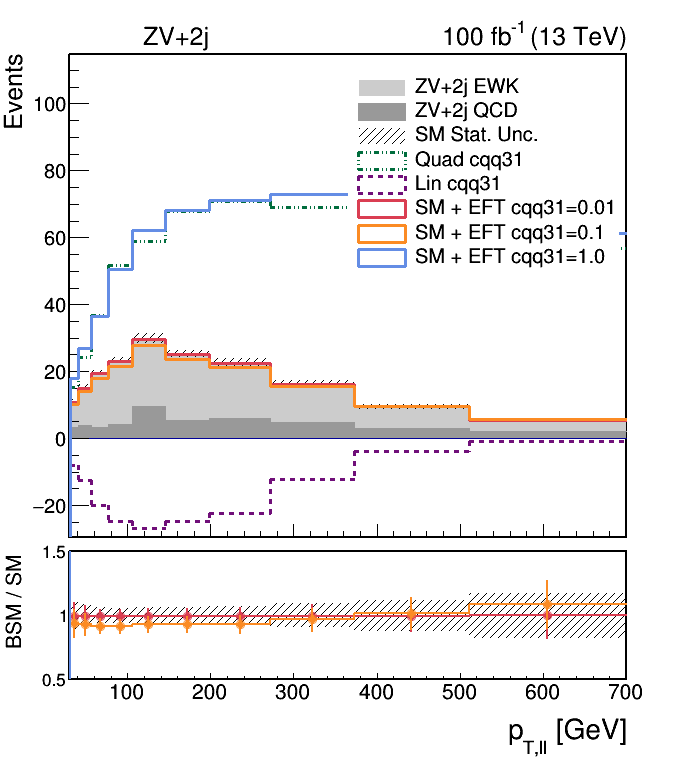 ZV+2j 100 fb⁻¹ (13 TeV)
Events
100
80
60
40
20
0
−20
ZV+2j EWK
ZV+2j QCD
SM Stat. Unc.
Quad cqq31
Lin cqq31
SM + EFT cqq31=0.01
SM + EFT cqq31=0.1
SM + EFT cqq31=1.0
BSM / SM
1.5
1
0.5
100 200 300 400 500 600 700
p_T,ll [GeV]